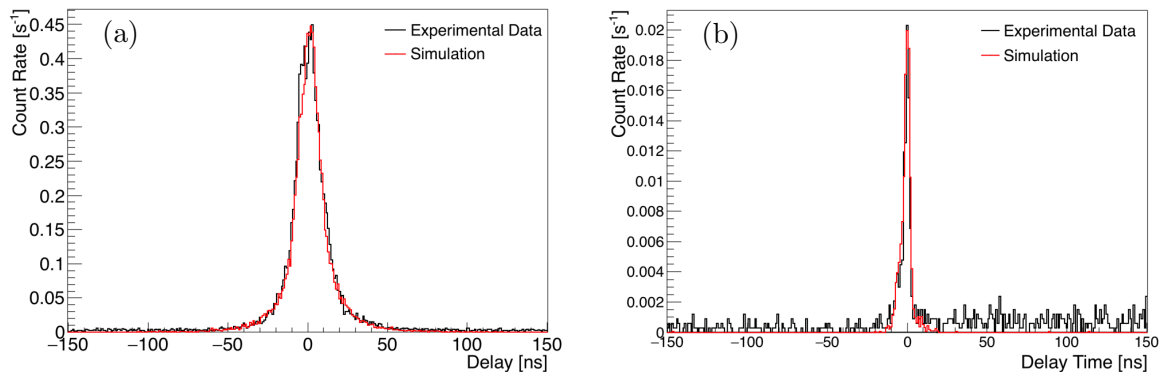 (a)
Count Rate [s⁻¹]
0.45
0.4
0.35
0.3
0.25
0.2
0.15
0.1
0.05
0
Experimental Data
Simulation
−150 −100 −50 0 50 100 150
Delay [ns]
(b)
Count Rate [s⁻¹]
0.02
0.018
0.016
0.014
0.012
0.01
0.008
0.006
0.004
0.002
0
Experimental Data
Simulation
−150 −100 −50 0 50 100 150
Delay Time [ns]